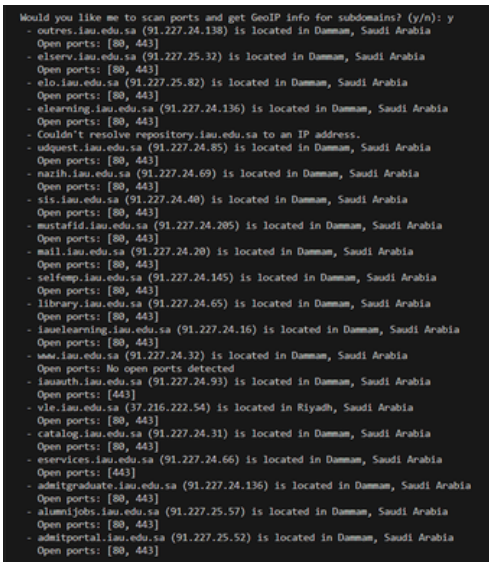 Would you like me to scan ports and get GeoIP info for subdomains? (y/n): y
- outres.iau.edu.sa (91.227.24.138) is located in Dammam, Saudi Arabia
Open ports: [80, 443]
- elserv.iau.edu.sa (91.227.25.32) is located in Dammam, Saudi Arabia
Open ports: [80, 443]
- elo.iau.edu.sa (91.227.25.82) is located in Dammam, Saudi Arabia
Open ports: [80, 443]
- elearning.iau.edu.sa (91.227.24.136) is located in Dammam, Saudi Arabia
Open ports: [80, 443]
- Couldn't resolve repository.iau.edu.sa to an IP address.
- udquest.iau.edu.sa (91.227.24.85) is located in Dammam, Saudi Arabia
Open ports: [80, 443]
- nazih.iau.edu.sa (91.227.24.69) is located in Dammam, Saudi Arabia
Open ports: [80, 443]
- sis.iau.edu.sa (91.227.24.40) is located in Dammam, Saudi Arabia
Open ports: [80, 443]
- mustafid.iau.edu.sa (91.227.24.205) is located in Dammam, Saudi Arabia
Open ports: [80, 443]
- mail.iau.edu.sa (91.227.24.20) is located in Dammam, Saudi Arabia
Open ports: [80, 443]
- selfemp.iau.edu.sa (91.227.24.145) is located in Dammam, Saudi Arabia
Open ports: [80, 443]
- library.iau.edu.sa (91.227.24.65) is located in Dammam, Saudi Arabia
Open ports: [80, 443]
- iauelearning.iau.edu.sa (91.227.24.16) is located in Dammam, Saudi Arabia
Open ports: [80, 443]
- www.iau.edu.sa (91.227.24.32) is located in Dammam, Saudi Arabia
Open ports: No open ports detected
- iauauth.iau.edu.sa (91.227.24.93) is located in Dammam, Saudi Arabia
Open ports: [443]
- vle.iau.edu.sa (37.216.222.54) is located in Riyadh, Saudi Arabia
Open ports: [80, 443]
- catalog.iau.edu.sa (91.227.24.31) is located in Dammam, Saudi Arabia
Open ports: [80, 443]
- eservices.iau.edu.sa (91.227.24.66) is located in Dammam, Saudi Arabia
Open ports: [443]
- admitgraduate.iau.edu.sa (91.227.24.136) is located in Dammam, Saudi Arabia
Open ports: [80, 443]
- alumnijobs.iau.edu.sa (91.227.25.57) is located in Dammam, Saudi Arabia
Open ports: [80, 443]
- admitportal.iau.edu.sa (91.227.25.52) is located in Dammam, Saudi Arabia
Open ports: [80, 443]